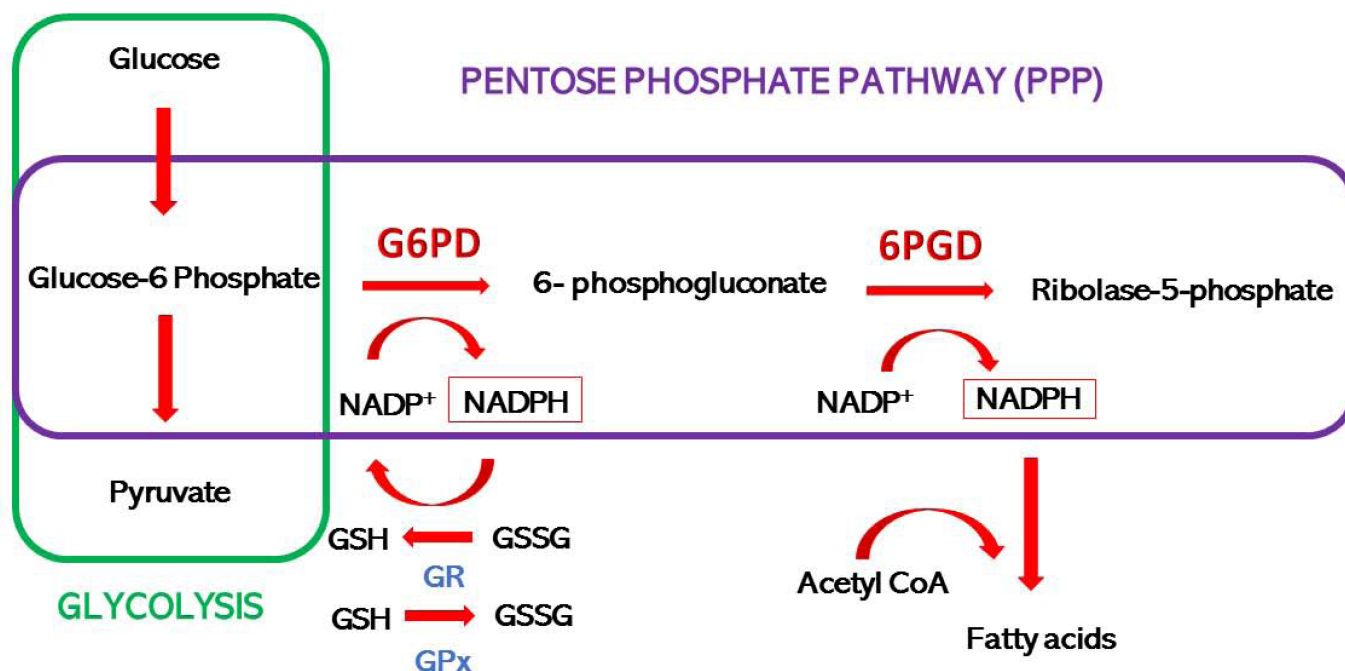 Glucose
PENTOSE PHOSPHATE PATHWAY (PPP)
G6PD
6PGD
Glucose-6 Phosphate
6- phosphogluconate
Ribolase-5-phosphate
NADP⁺
NADPH
NADP⁺
NADPH
Pyruvate
GSH
GSSG
GR
GLYCOLYSIS
GSH
GSSG
GPx
Acetyl CoA
Fatty acids